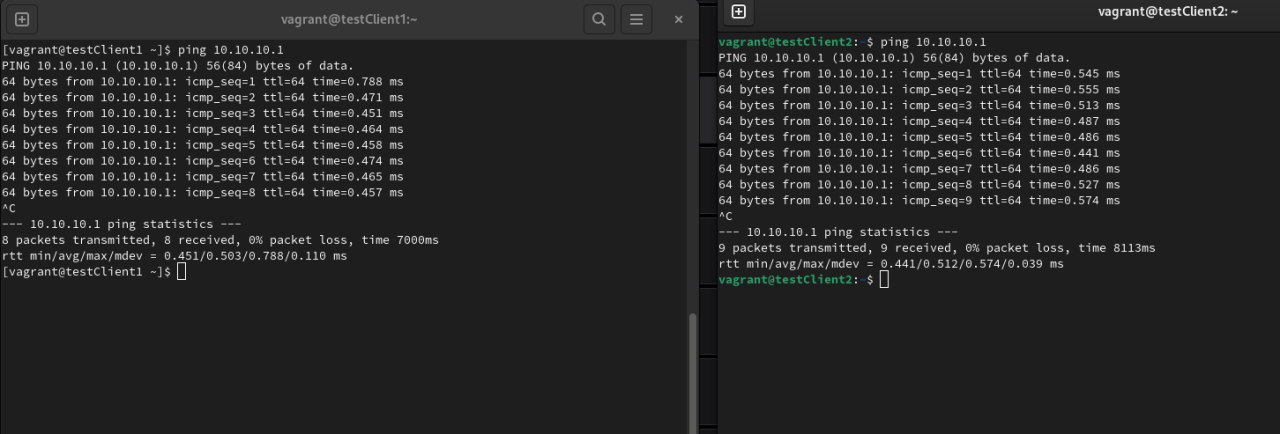 vagrant@testClient1:~
[vagrant@testClient1 ~]$ ping 10.10.10.1
PING 10.10.10.1 (10.10.10.1) 56(84) bytes of data.
64 bytes from 10.10.10.1: icmp_seq=1 ttl=64 time=0.788 ms
64 bytes from 10.10.10.1: icmp_seq=2 ttl=64 time=0.471 ms
64 bytes from 10.10.10.1: icmp_seq=3 ttl=64 time=0.451 ms
64 bytes from 10.10.10.1: icmp_seq=4 ttl=64 time=0.464 ms
64 bytes from 10.10.10.1: icmp_seq=5 ttl=64 time=0.458 ms
64 bytes from 10.10.10.1: icmp_seq=6 ttl=64 time=0.474 ms
64 bytes from 10.10.10.1: icmp_seq=7 ttl=64 time=0.465 ms
64 bytes from 10.10.10.1: icmp_seq=8 ttl=64 time=0.457 ms
^C
--- 10.10.10.1 ping statistics ---
8 packets transmitted, 8 received, 0% packet loss, time 7000ms
rtt min/avg/max/mdev = 0.451/0.503/0.788/0.110 ms
[vagrant@testClient1 ~]$
vagrant@testClient2: ~
vagrant@testClient2:~$ ping 10.10.10.1
PING 10.10.10.1 (10.10.10.1) 56(84) bytes of data.
64 bytes from 10.10.10.1: icmp_seq=1 ttl=64 time=0.545 ms
64 bytes from 10.10.10.1: icmp_seq=2 ttl=64 time=0.555 ms
64 bytes from 10.10.10.1: icmp_seq=3 ttl=64 time=0.513 ms
64 bytes from 10.10.10.1: icmp_seq=4 ttl=64 time=0.487 ms
64 bytes from 10.10.10.1: icmp_seq=5 ttl=64 time=0.486 ms
64 bytes from 10.10.10.1: icmp_seq=6 ttl=64 time=0.441 ms
64 bytes from 10.10.10.1: icmp_seq=7 ttl=64 time=0.486 ms
64 bytes from 10.10.10.1: icmp_seq=8 ttl=64 time=0.527 ms
64 bytes from 10.10.10.1: icmp_seq=9 ttl=64 time=0.574 ms
^C
--- 10.10.10.1 ping statistics ---
9 packets transmitted, 9 received, 0% packet loss, time 8113ms
rtt min/avg/max/mdev = 0.441/0.512/0.574/0.039 ms
vagrant@testClient2:~$